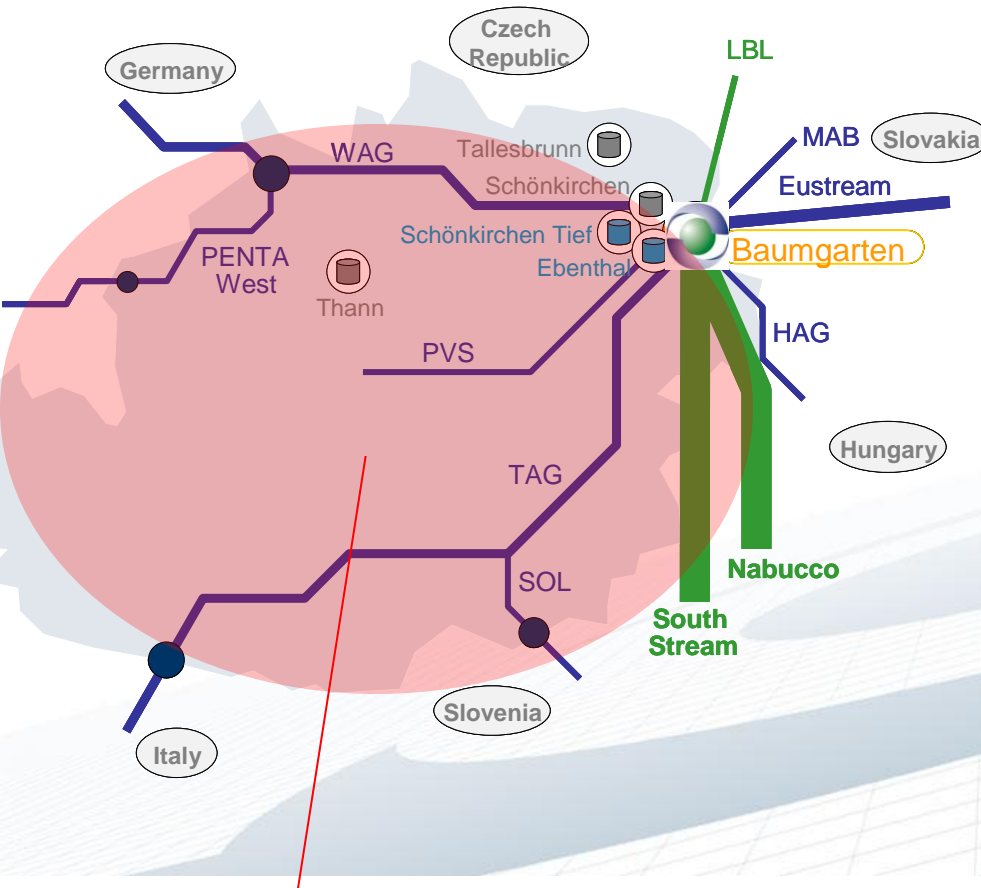 Czech
Republic
LBL
Germany
MAB
Slovakia
WAG
Tallesbrunn
Schönkirchen
Eustream
Schönkirchen Tief
Baumgarten
PENTA
West
Ebenthal
Thann
HAG
PVS
Hungary
TAG
Nabucco
SOL
South
Stream
Slovenia
Italy